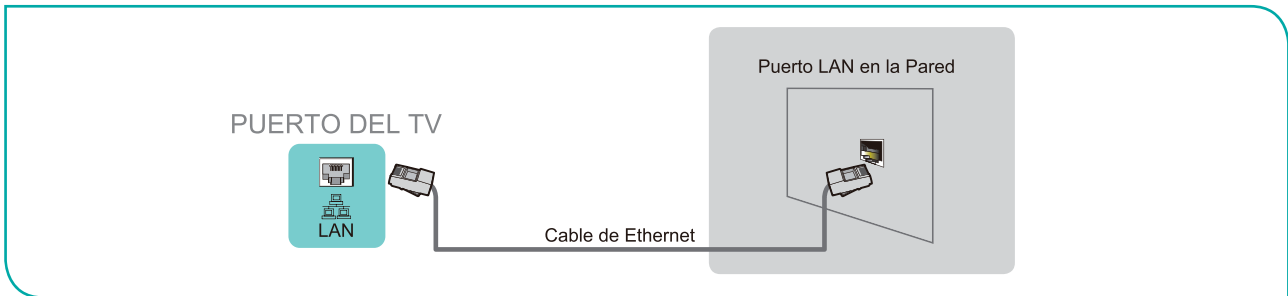 Puerto LAN en la Pared
PUERTO DEL TV
LAN
Cable de Ethernet